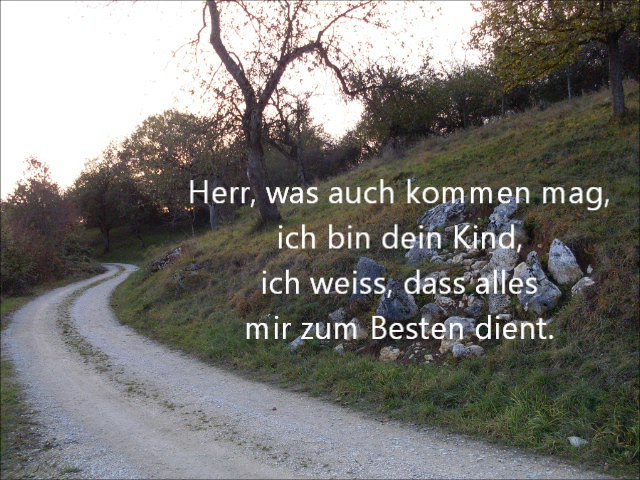 Herr, was auch kommen mag,
ich bin dein Kind,
ich weiss, dass alles
mir zum Besten dient.